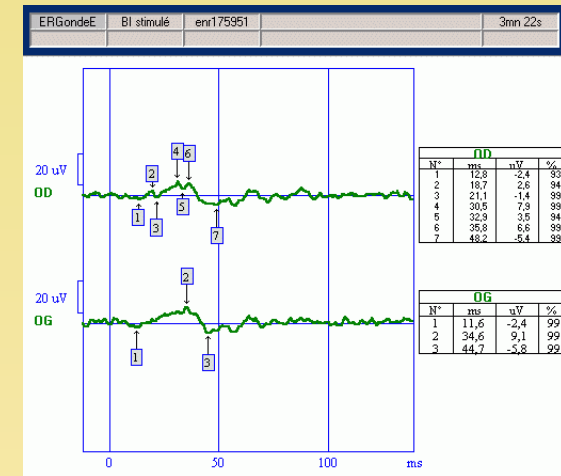 ERGondeE BI stimulé enr175951 3mn 22s
4 6
2
20 uV
OD
1 3 5 7
OD
N° ms uV %
1 12,8 -2,4 93
2 18,7 2,6 94
3 21,1 -1,4 99
4 30,5 7,9 99
5 32,9 3,5 94
6 35,8 6,6 99
7 48,2 -5,4 99
2
20 uV
OG
1 3
OG
N° ms uV %
1 11,6 -2,4 99
2 34,6 9,1 99
3 44,7 -5,8 99
0 50 100 ms